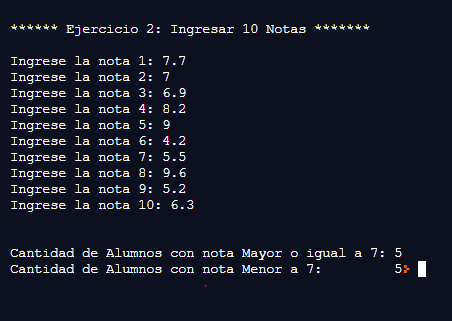 ****** Ejercicio 2: Ingresar 10 Notas *******
Ingrese la nota 1: 7.7
Ingrese la nota 2: 7
Ingrese la nota 3: 6.9
Ingrese la nota 4: 8.2
Ingrese la nota 5: 9
Ingrese la nota 6: 4.2
Ingrese la nota 7: 5.5
Ingrese la nota 8: 9.6
Ingrese la nota 9: 5.2
Ingrese la nota 10: 6.3
Cantidad de Alumnos con nota Mayor o igual a 7: 5
Cantidad de Alumnos con nota Menor a 7:         5